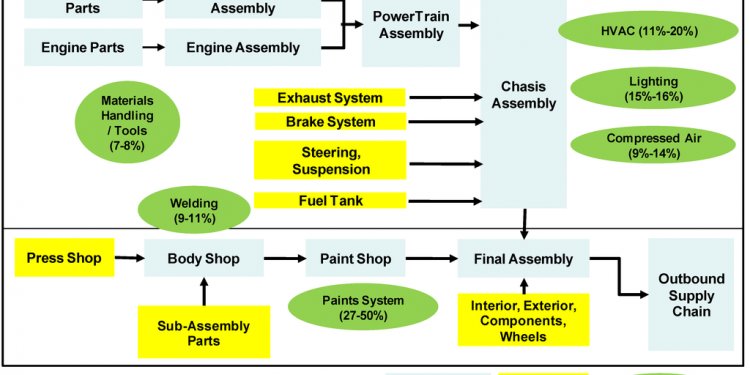 Parts
Assembly
PowerTrain
Assembly
Engine Parts
Engine Assembly
HVAC (11%-20%)
Chasis
Assembly
Lighting
(15%-16%)
Materials
Handling
/ Tools
(7-8%)
Exhaust System
Brake System
Compressed Air
(9%-14%)
Steering,
Suspension
Fuel Tank
Welding
(9-11%)
Press Shop
Body Shop
Paint Shop
Final Assembly
Outbound
Supply
Chain
Paints System
(27-50%)
Sub-Assembly
Parts
Interior, Exterior,
Components,
Wheels